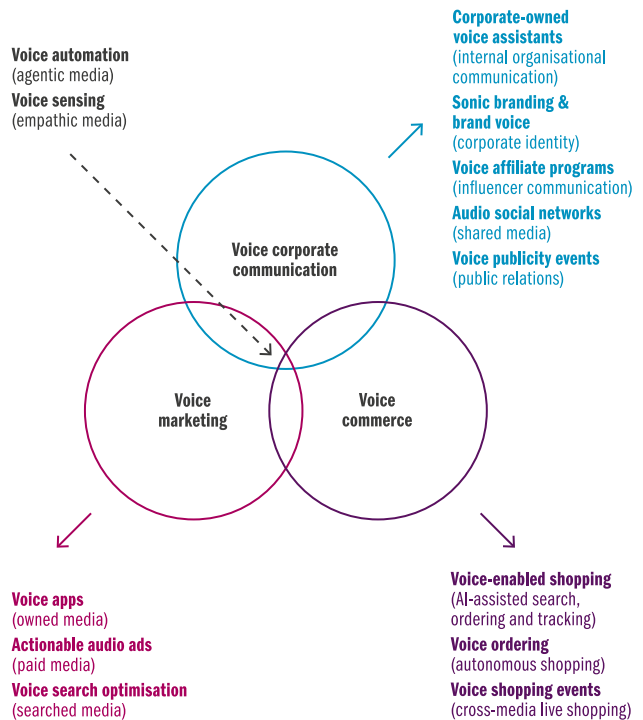 Voice automation
(agentic media)
Voice sensing
(empathic media)
Corporate-owned
voice assistants
(internal organisational
communication)
Sonic branding &
brand voice
(corporate identity)
Voice affiliate programs
(influencer communication)
Audio social networks
(shared media)
Voice publicity events
(public relations)
Voice corporate
communication
Voice
marketing
Voice
commerce
Voice apps
(owned media)
Actionable audio ads
(paid media)
Voice search optimisation
(searched media)
Voice-enabled shopping
(AI-assisted search,
ordering and tracking)
Voice ordering
(autonomous shopping)
Voice shopping events
(cross-media live shopping)